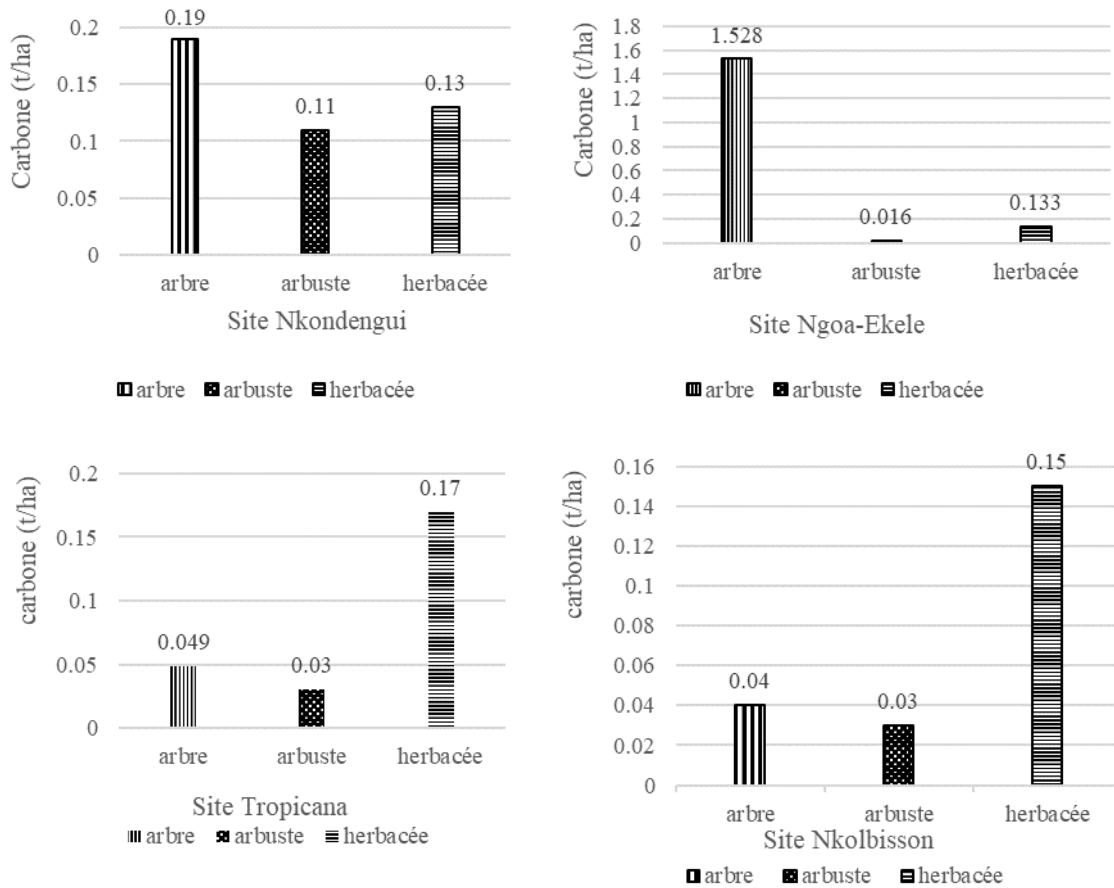 Carbone (t/ha)
0.2
0.15
0.1
0.05
0
0.19
0.11
0.13
arbre arbuste herbacée
Site Nkondengui
arbre arbuste herbacée
Carbone (t/ha)
1.8
1.6
1.4
1.2
1
0.8
0.6
0.4
0.2
0
1.528
0.016
0.133
arbre arbuste herbacée
Site Ngoa-Ekele
arbre arbuste herbacée
carbone (t/ha)
0.2
0.15
0.1
0.05
0
0.049
0.03
0.17
arbre arbuste herbacée
Site Tropicana
arbre arbuste herbacée
carbone (t/ha)
0.16
0.14
0.12
0.1
0.08
0.06
0.04
0.02
0
0.04
0.03
0.15
arbre arbuste herbacée
Site Nkolbisson
arbre arbuste herbacée